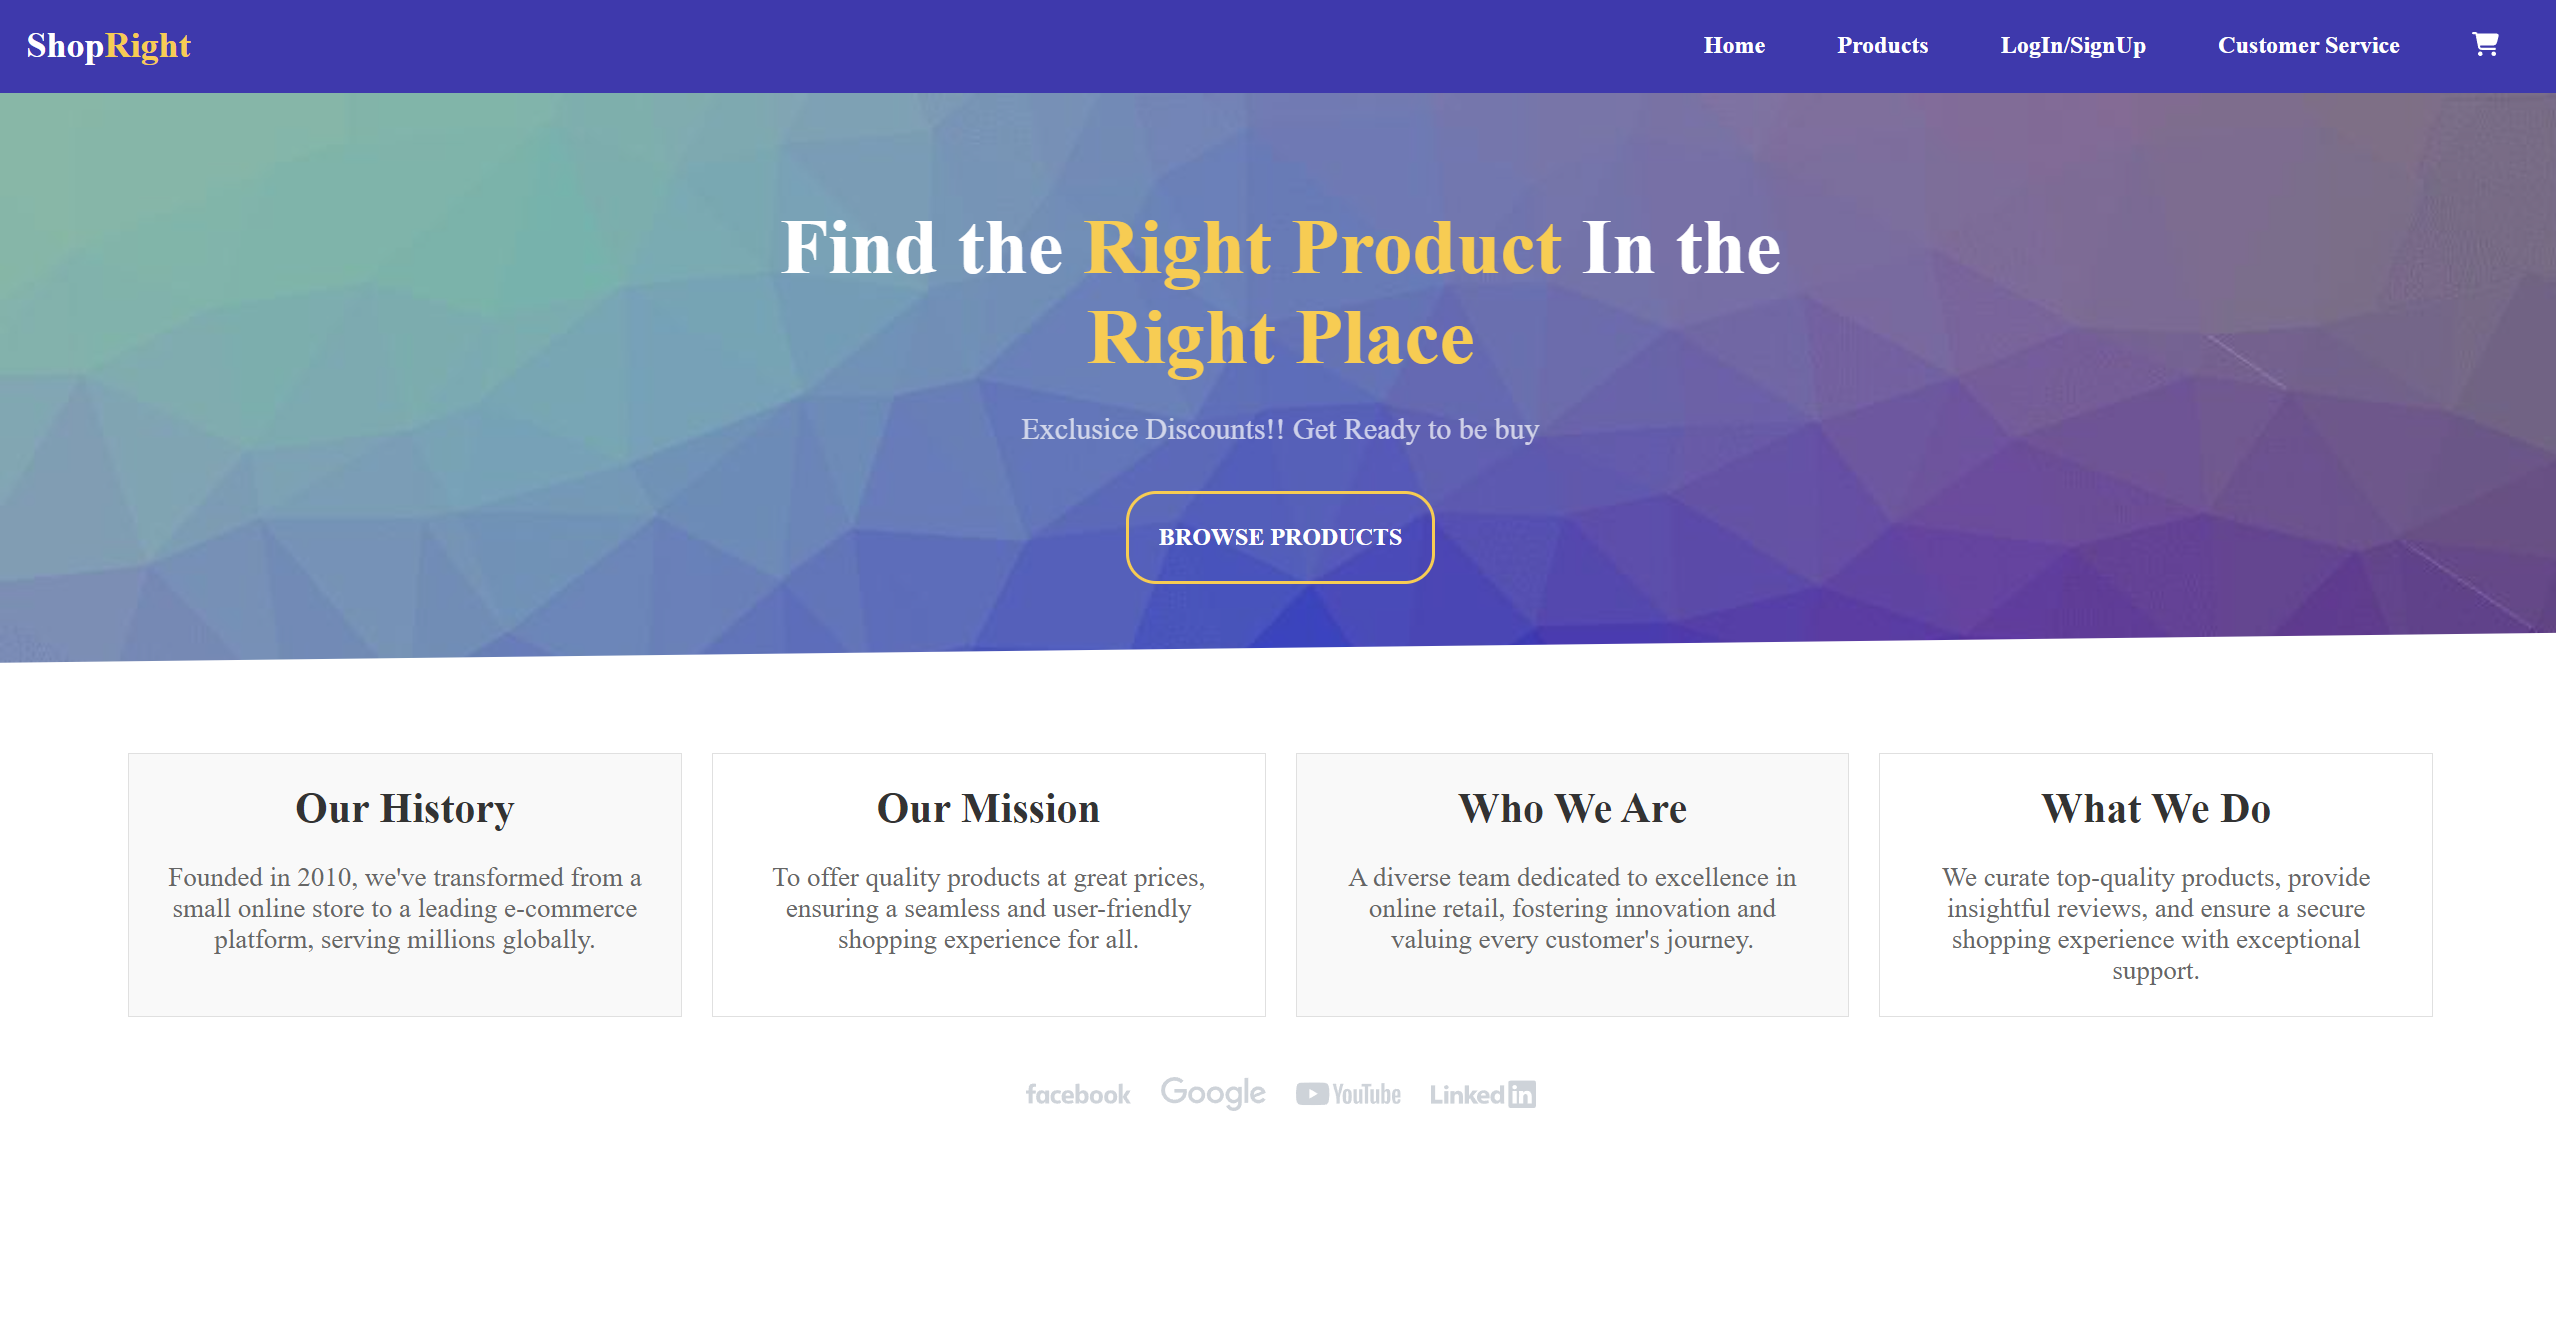 ShopRight
Home Products LogIn/SignUp Customer Service
Find the Right Product In the
Right Place
Exclusice Discounts!! Get Ready to be buy
BROWSE PRODUCTS
Our History
Founded in 2010, we've transformed from a
small online store to a leading e-commerce
platform, serving millions globally.
Our Mission
To offer quality products at great prices,
ensuring a seamless and user-friendly
shopping experience for all.
Who We Are
A diverse team dedicated to excellence in
online retail, fostering innovation and
valuing every customer's journey.
What We Do
We curate top-quality products, provide
insightful reviews, and ensure a secure
shopping experience with exceptional
support.
facebook Google YouTube Linked in